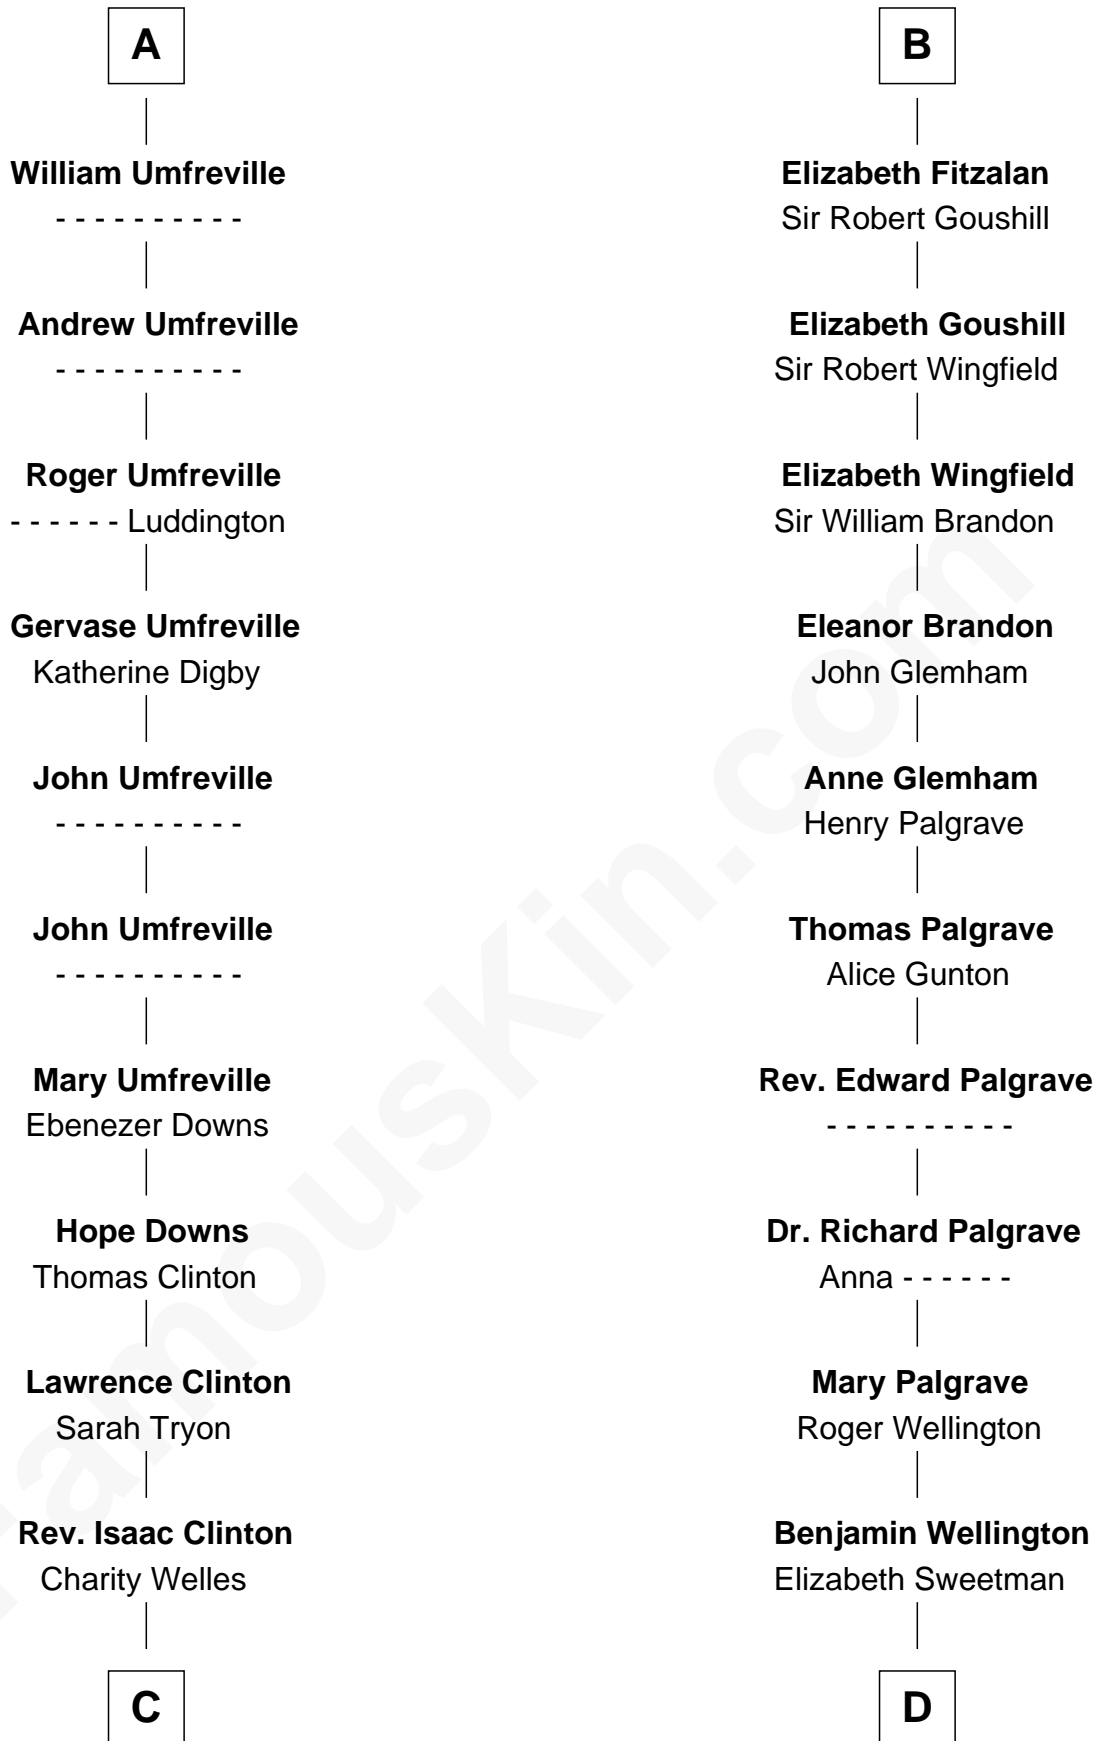 A
William Umfreville
- - - - - - - - - -
Andrew Umfreville
- - - - - - - - - -
Roger Umfreville
- - - - - - Luddington
Gervase Umfreville
Katherine Digby
John Umfreville
- - - - - - - - - -
John Umfreville
- - - - - - - - - -
Mary Umfreville
Ebenezer Downs
Hope Downs
Thomas Clinton
Lawrence Clinton
Sarah Tryon
Rev. Isaac Clinton
Charity Welles
C
B
Elizabeth Fitzalan
Sir Robert Goushill
Elizabeth Goushill
Sir Robert Wingfield
Elizabeth Wingfield
Sir William Brandon
Eleanor Brandon
John Glemham
Anne Glemham
Henry Palgrave
Thomas Palgrave
Alice Gunton
Rev. Edward Palgrave
- - - - - - - - - -
Dr. Richard Palgrave
Anna - - - - - -
Mary Palgrave
Roger Wellington
Benjamin Wellington
Elizabeth Sweetman
D
FamousKin.com